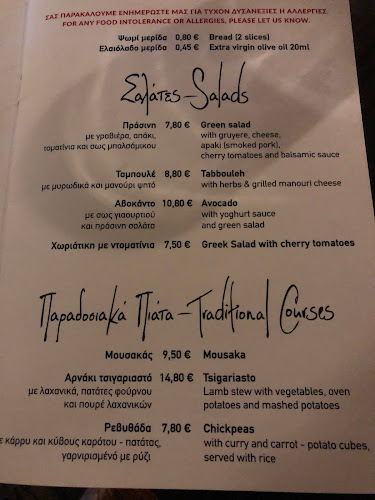 ΣΑΣ ΠΑΡΑΚΑΛΟΥΜΕ ΕΝΗΜΕΡΩΣΤΕ ΜΑΣ ΓΙΑ ΤΥΧΟΝ ΔΥΣΑΝΕΞΙΕΣ Η ΑΛΛΕΡΓΙΕΣ.
FOR ANY FOOD INTOLERANCE OR ALLERGIES, PLEASE LET US KNOW.
Ψωμί μερίδα 0,80 € Bread (2 slices)
Ελαιόλαδο μερίδα 0,45 € Extra virgin olive oil 20ml
Σαλάτες - Salads
Πράσινη 7,80 € Green salad
με γραβιέρα, απάκι, with gruyere, cheese,
τοματίνια και σως μπαλσάμικου apaki (smoked pork),
cherry tomatoes and balsamic sauce
Ταμπουλέ 8,80 € Tabbouleh
με μυρωδικά και μανούρι ψητό with herbs & grilled manouri cheese
Αβοκάντο 10,80 € Avocado
με σως γιαουρτιού with yoghurt sauce
και πράσινη σαλάτα and green salad
Χωριάτικη με ντοματίνια 7,50 € Greek Salad with cherry tomatoes
Παραδοσιακά Πιάτα - Traditional Courses
Μουσακάς 9,50 € Mousaka
Αρνάκι τσιγαριαστό 14,80 € Tsigariasto
με λαχανικά, πατάτες φούρνου Lamb stew with vegetables, oven
και πουρέ λαχανικών potatoes and mashed potatoes
Ρεβυθάδα 7,80 € Chickpeas
ε κάρρυ και κύβους καρότου - πατάτας, with curry and carrot - potato cubes,
γαρνιρισμένο με ρύζι served with rice